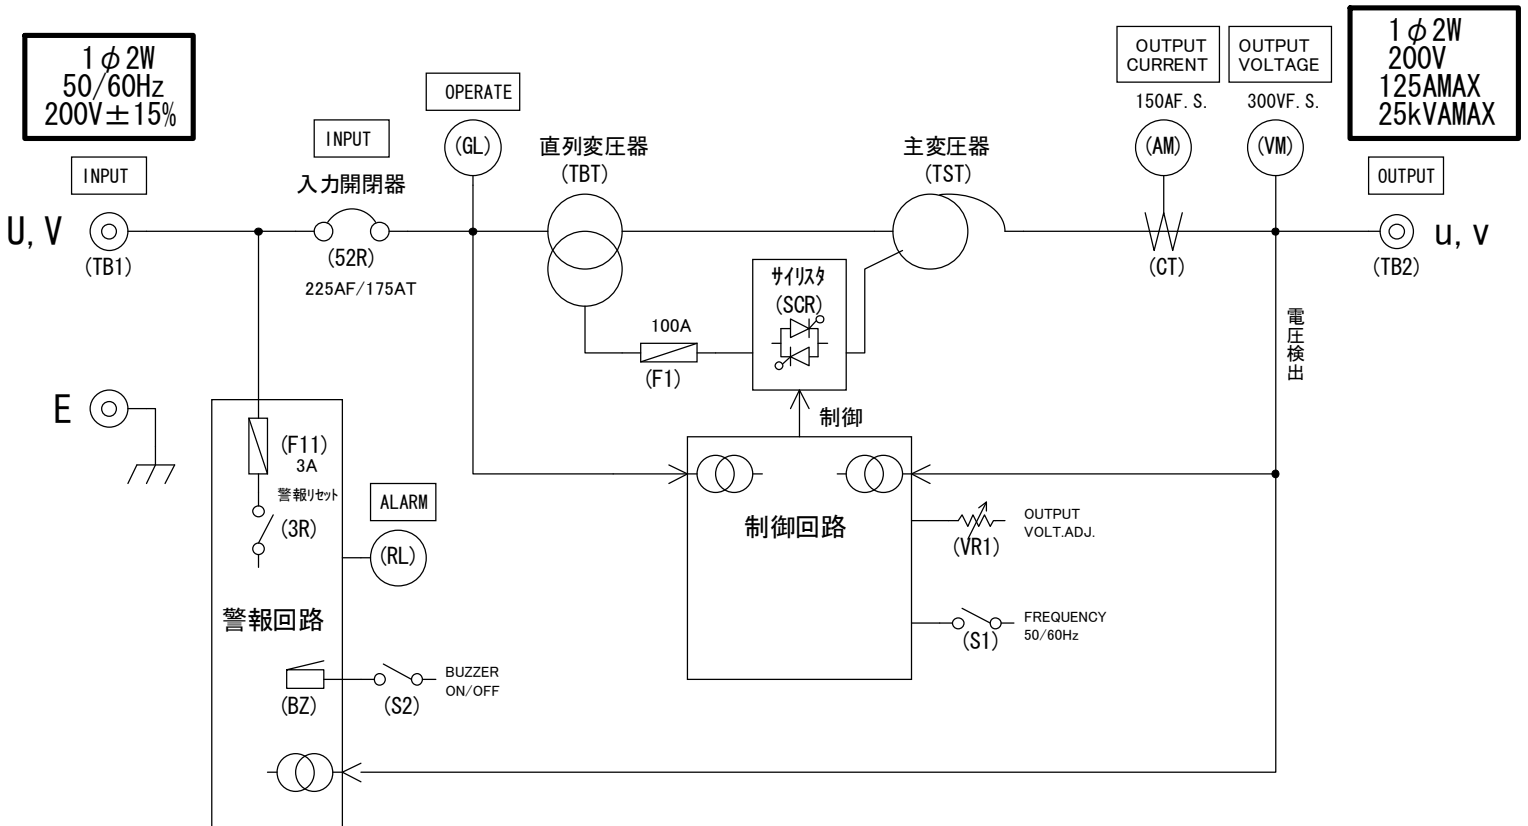 1φ2W
50/60Hz
200V±15%
INPUT
U, V
(TB1)
INPUT
入力開閉器
(52R)
225AF/175AT
OPERATE
(GL)
直列変圧器
(TBT)
主変圧器
(TST)
OUTPUT
CURRENT
150AF.S.
(AM)
OUTPUT
VOLTAGE
300VF.S.
(VM)
1φ2W
200V
125AMAX
25kVAMAX
OUTPUT
u, v
(TB2)
(CT)
サイリスタ
(SCR)
100A
(F1)
電圧検出
制御
E
(F11)
3A
警報リセット
(3R)
ALARM
(RL)
警報回路
(BZ)
(S2)
BUZZER
ON/OFF
制御回路
(VR1)
OUTPUT
VOLT.ADJ.
(S1)
FREQUENCY
50/60Hz